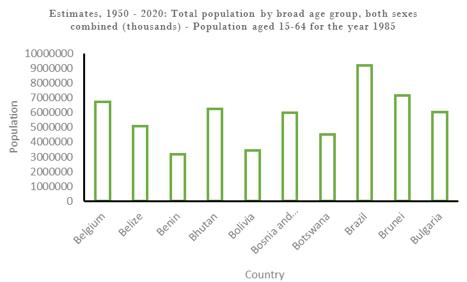 Estimates, 1950 - 2020: Total population by broad age group, both sexes
combined (thousands) - Population aged 15-64 for the year 1985
10000000
9000000
8000000
7000000
6000000
5000000
4000000
3000000
2000000
1000000
0
Population
Belgium
Belize
Benin
Bhutan
Bolivia
Bosnia and...
Botswana
Brazil
Brunei
Bulgaria
Country